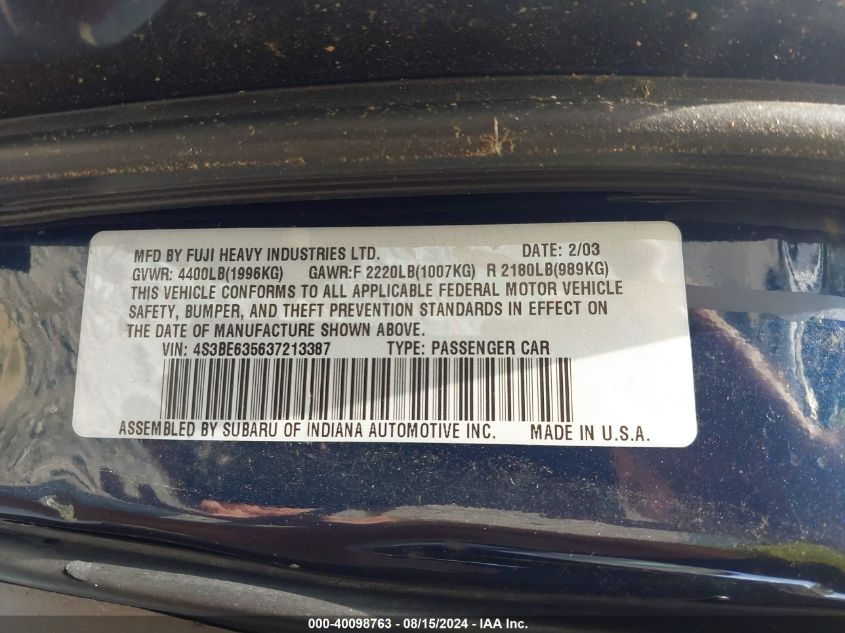 MFD BY FUJI HEAVY INDUSTRIES LTD. DATE: 2/03
GVWR: 4400LB(1996KG) GAWR:F 2220LB(1007KG) R 2180LB(989KG)
THIS VEHICLE CONFORMS TO ALL APPLICABLE FEDERAL MOTOR VEHICLE
SAFETY, BUMPER, AND THEFT PREVENTION STANDARDS IN EFFECT ON
THE DATE OF MANUFACTURE SHOWN ABOVE.
VIN: 4S3BE635637213387 TYPE: PASSENGER CAR
ASSEMBLED BY SUBARU OF INDIANA AUTOMOTIVE INC. MADE IN U.S.A.
000-40098763 - 08/15/2024 - IAA Inc.